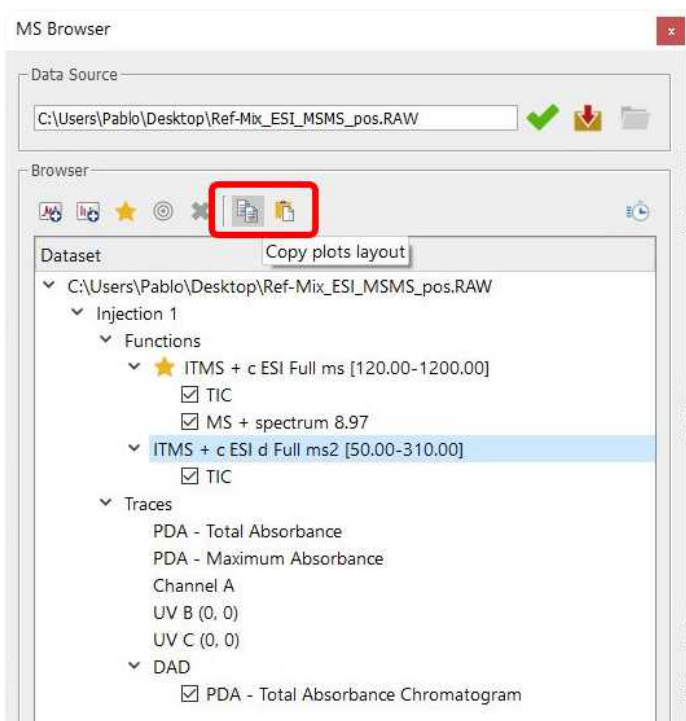 MS Browser
x
Data Source
C:\Users\Pablo\Desktop\Ref-Mix_ESI_MSMS_pos.RAW
Browser
Copy plots layout
Dataset
C:\Users\Pablo\Desktop\Ref-Mix_ESI_MSMS_pos.RAW
Injection 1
Functions
ITMS + c ESI Full ms [120.00-1200.00]
TIC
MS + spectrum 8.97
ITMS + c ESI d Full ms2 [50.00-310.00]
TIC
Traces
PDA - Total Absorbance
PDA - Maximum Absorbance
Channel A
UV B (0, 0)
UV C (0, 0)
DAD
PDA - Total Absorbance Chromatogram